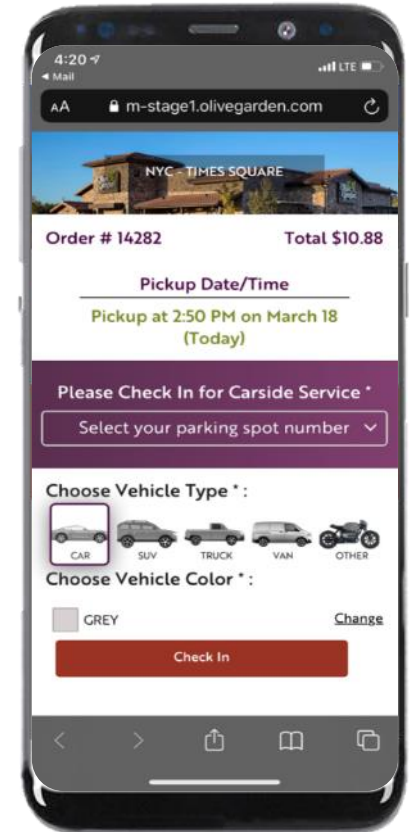 4:20
◀ Mail
LTE
AA
m-stage1.olivegarden.com
NYC - TIMES SQUARE
Order # 14282
Total $10.88
Pickup Date/Time
Pickup at 2:50 PM on March 18
(Today)
Please Check In for Carside Service *
Select your parking spot number
Choose Vehicle Type * :
CAR
SUV
TRUCK
VAN
OTHER
Choose Vehicle Color * :
GREY
Change
Check In